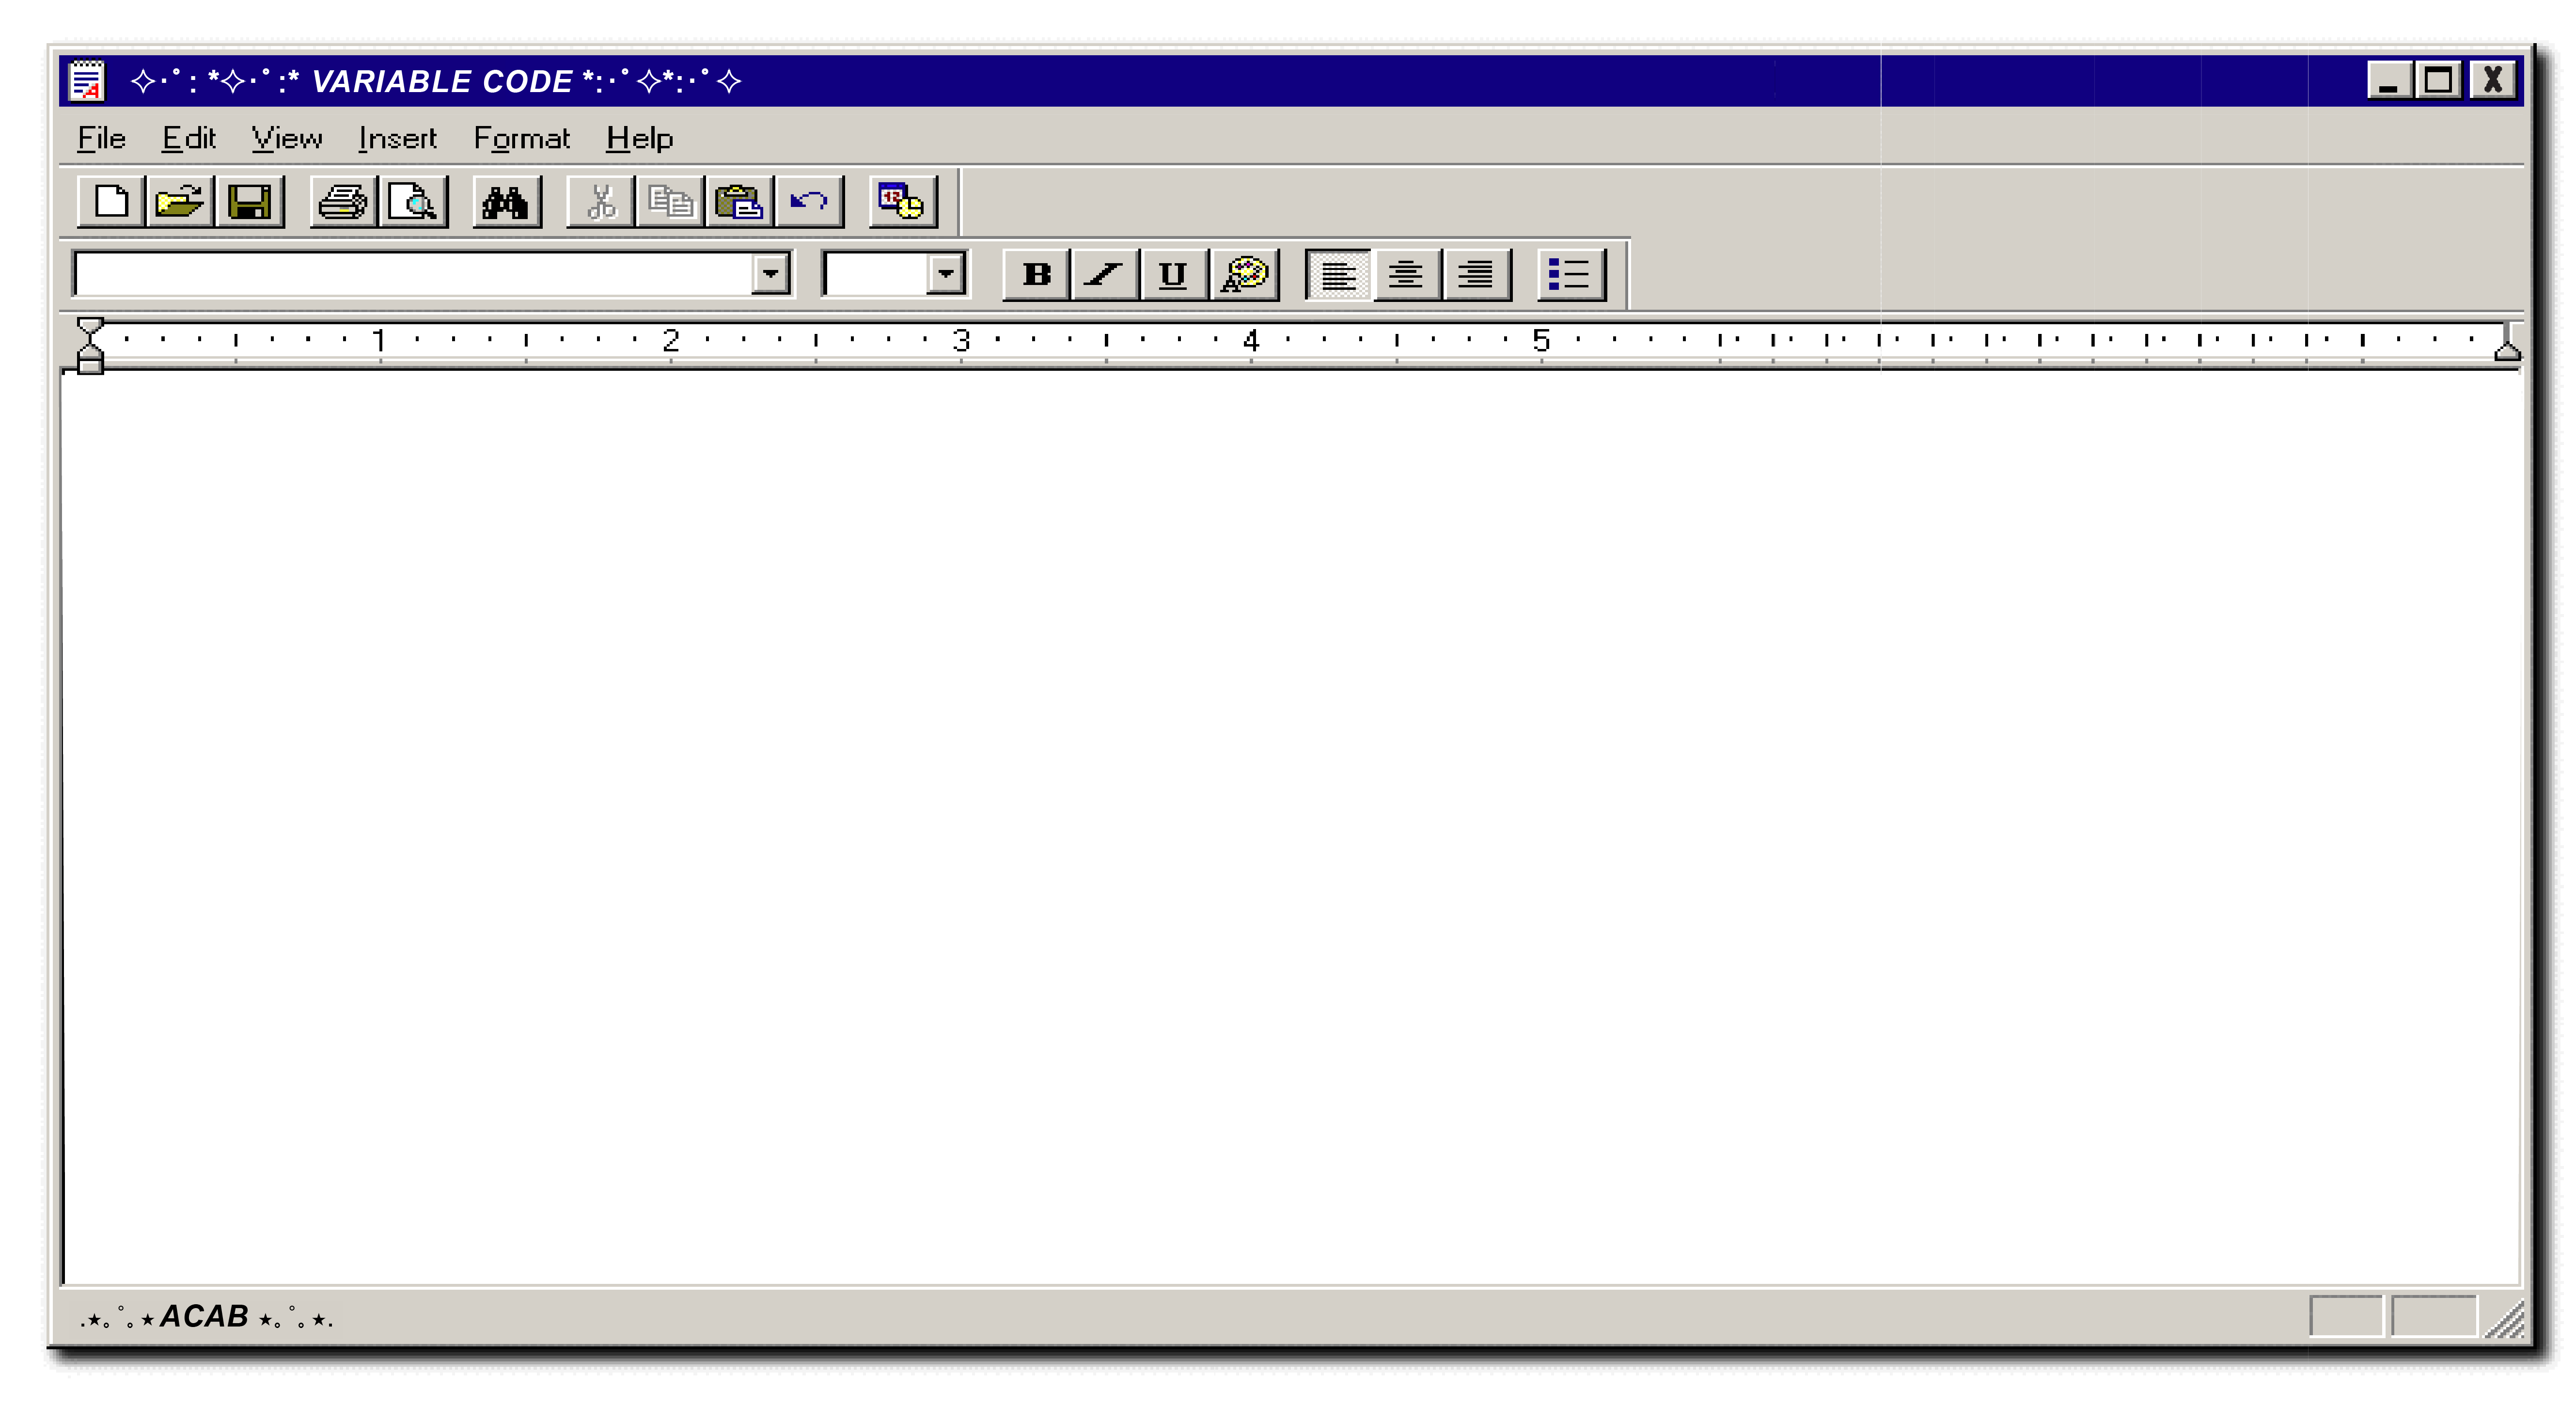 ✧･ﾟ: *✧･ﾟ:* VARIABLE CODE *:･ﾟ✧*:･ﾟ✧
File Edit View Insert Format Help
B I U
1 2 3 4 5
.⋆｡ﾟ｡⋆ ACAB ⋆｡ﾟ｡⋆.